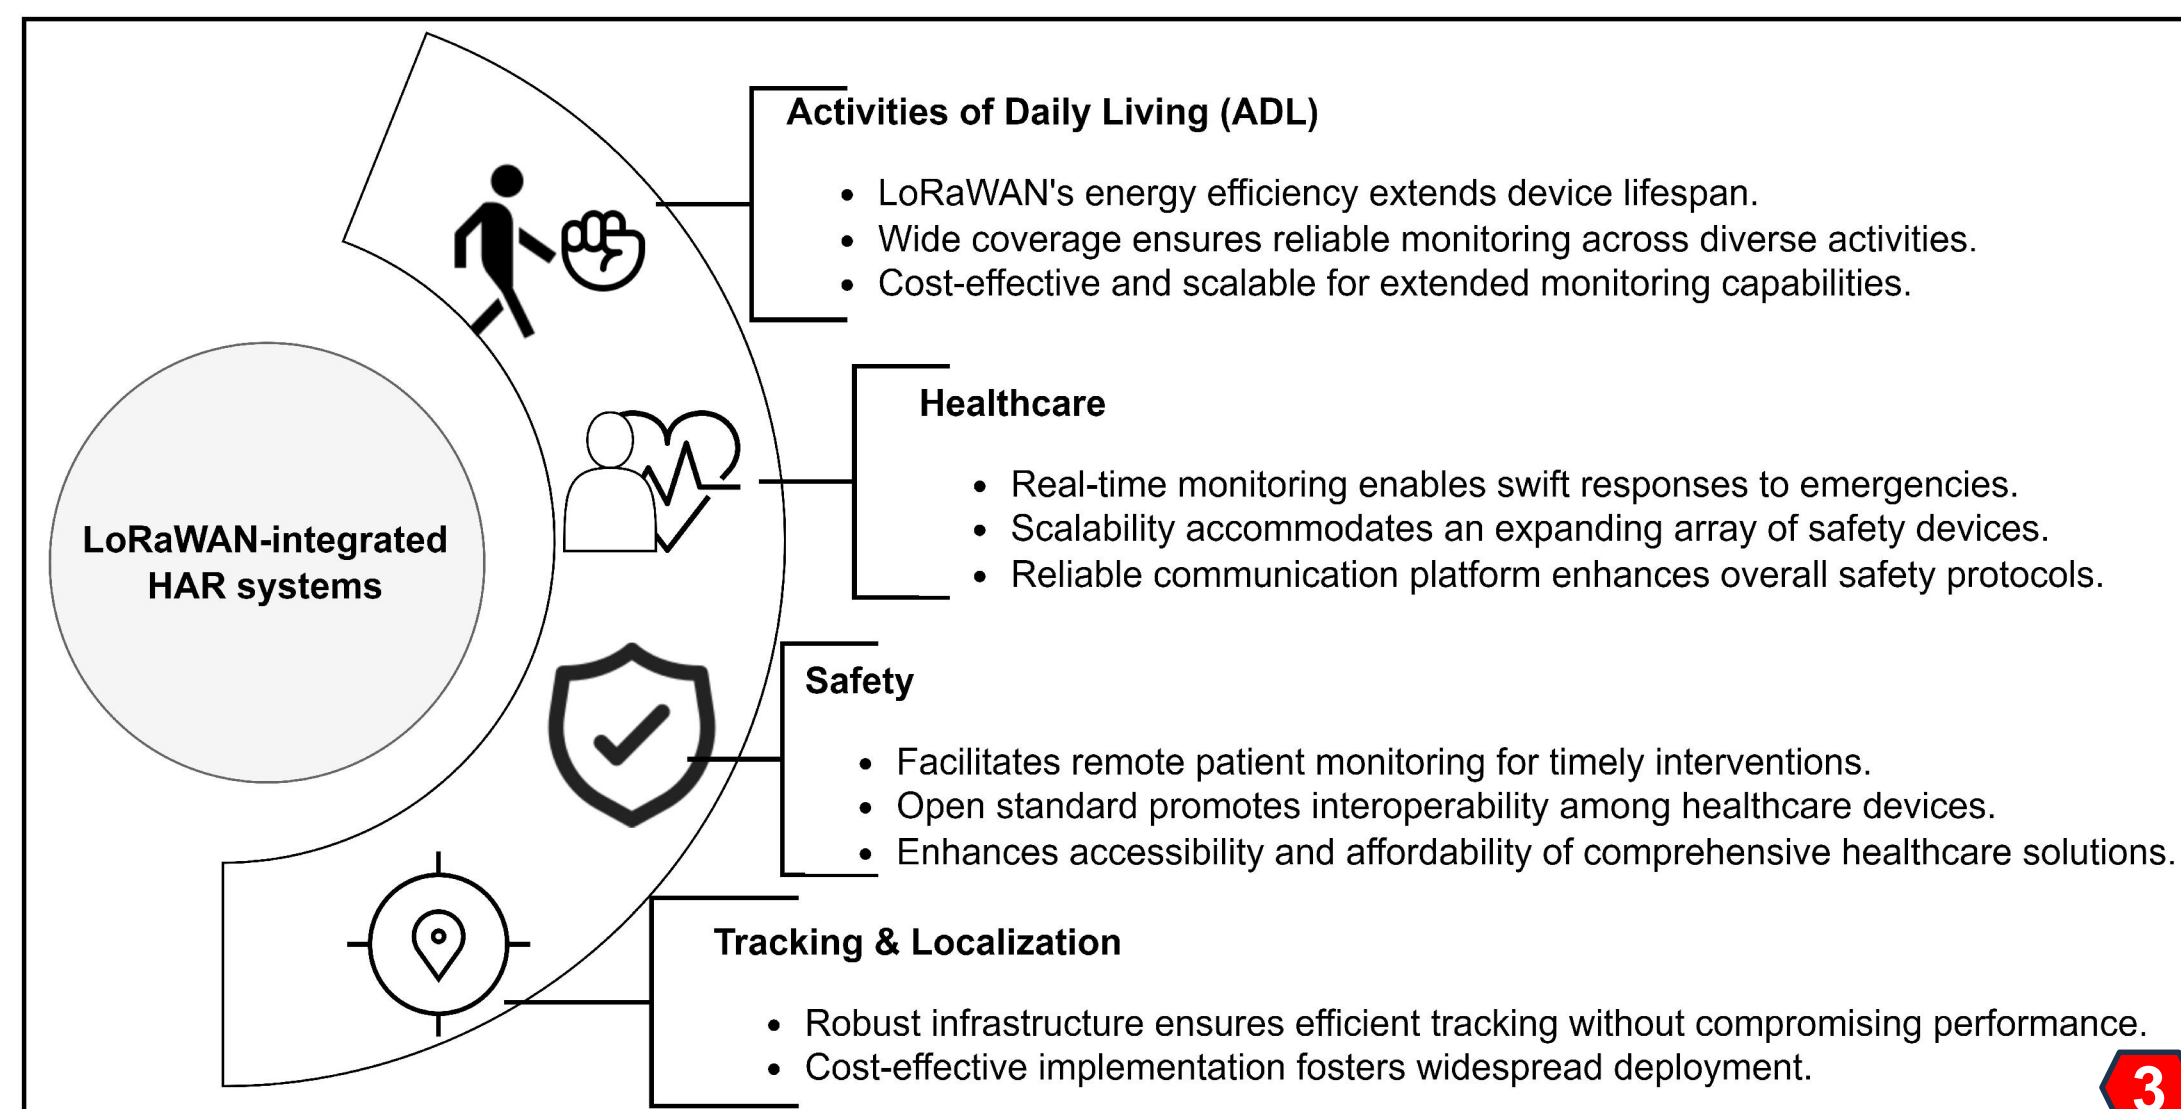 Activities of Daily Living (ADL)
• LoRaWAN's energy efficiency extends device lifespan.
• Wide coverage ensures reliable monitoring across diverse activities.
• Cost-effective and scalable for extended monitoring capabilities.
Healthcare
• Real-time monitoring enables swift responses to emergencies.
• Scalability accommodates an expanding array of safety devices.
• Reliable communication platform enhances overall safety protocols.
LoRaWAN-integrated
HAR systems
Safety
• Facilitates remote patient monitoring for timely interventions.
• Open standard promotes interoperability among healthcare devices.
• Enhances accessibility and affordability of comprehensive healthcare solutions.
Tracking & Localization
• Robust infrastructure ensures efficient tracking without compromising performance.
• Cost-effective implementation fosters widespread deployment.
3